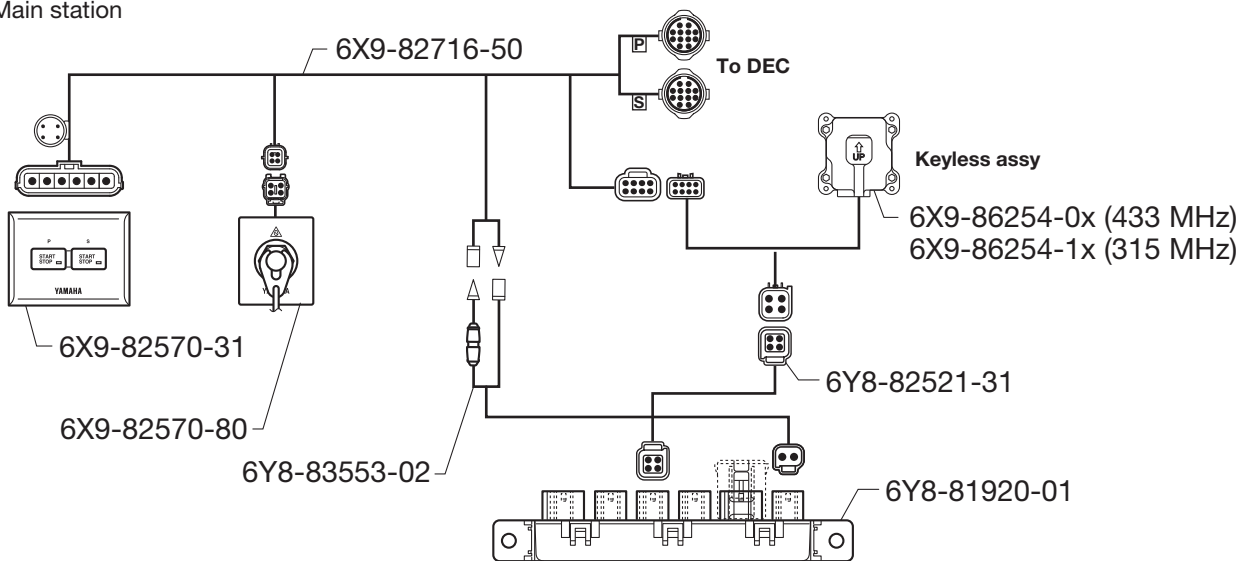 Main station
6X9-82716-50
P
To DEC
S
UP
Keyless assy
6X9-86254-0x (433 MHz)
6X9-86254-1x (315 MHz)
P S
START STOP START STOP
YAMAHA
6X9-82570-31
6Y8-82521-31
6X9-82570-80
6Y8-83553-02
6Y8-81920-01